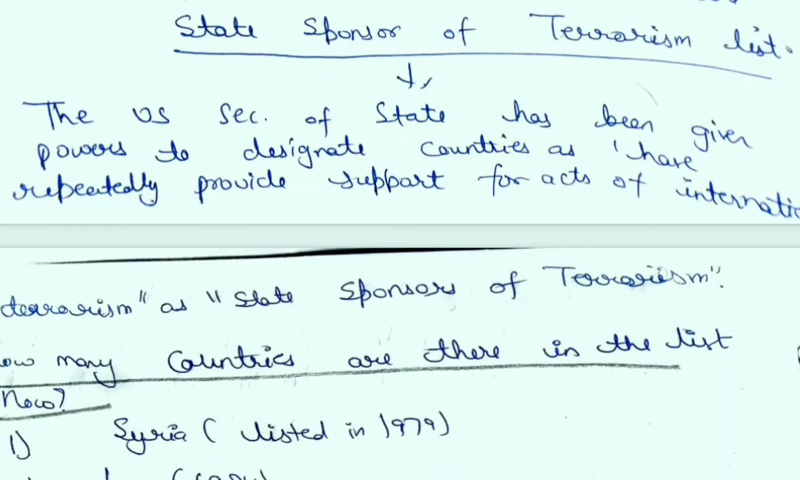 State Sponsor of Terrorism list.
The US Sec. of State has been given
powers to designate countries as 'have
repeatedly provide support for acts of internatio
terrorism" as "State Sponsors of Terrorism".
ow many Countries are there in the list
Now?
1) Syria ( listed in 1979)